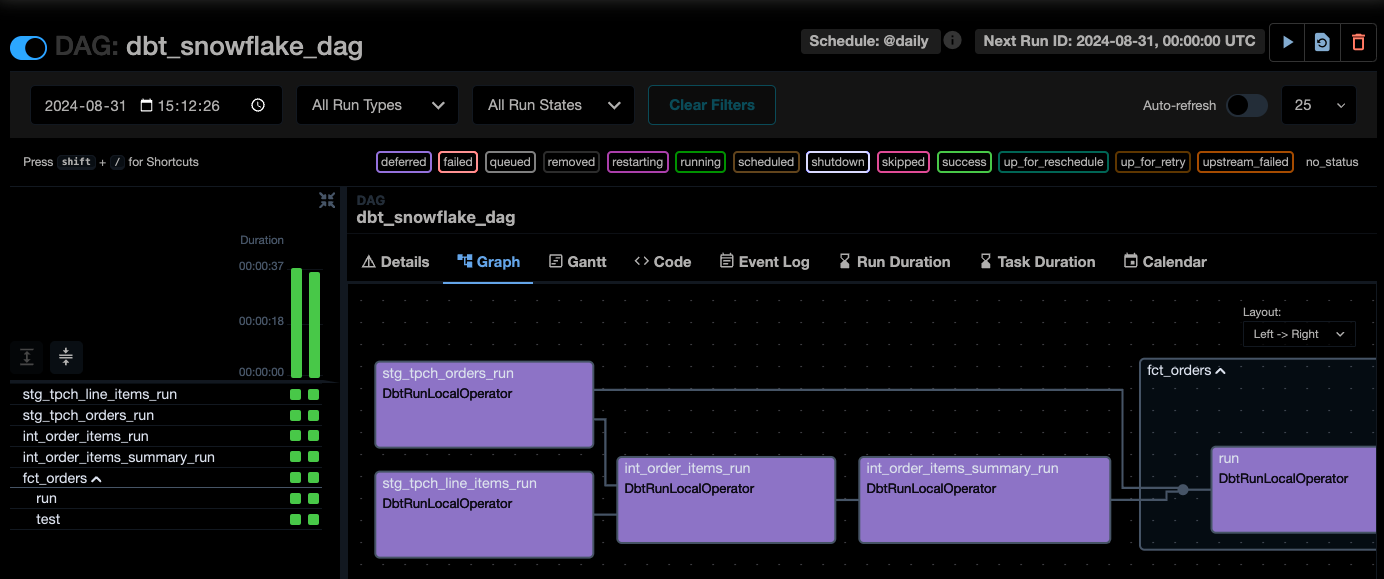 DAG: dbt_snowflake_dag
Schedule: @daily
Next Run ID: 2024-08-31, 00:00:00 UTC
2024-08-31 15:12:26
All Run Types
All Run States
Clear Filters
Auto-refresh
25
Press shift + / for Shortcuts
deferred
failed
queued
removed
restarting
running
scheduled
shutdown
skipped
success
up_for_reschedule
up_for_retry
upstream_failed
no_status
Duration
00:00:37
00:00:18
00:00:00
stg_tpch_line_items_run
stg_tpch_orders_run
int_order_items_run
int_order_items_summary_run
fct_orders
run
test
DAG
dbt_snowflake_dag
Details
Graph
Gantt
Code
Event Log
Run Duration
Task Duration
Calendar
Layout:
Left -> Right
stg_tpch_orders_run
DbtRunLocalOperator
stg_tpch_line_items_run
DbtRunLocalOperator
int_order_items_run
DbtRunLocalOperator
int_order_items_summary_run
DbtRunLocalOperator
fct_orders
run
DbtRunLocalOperator